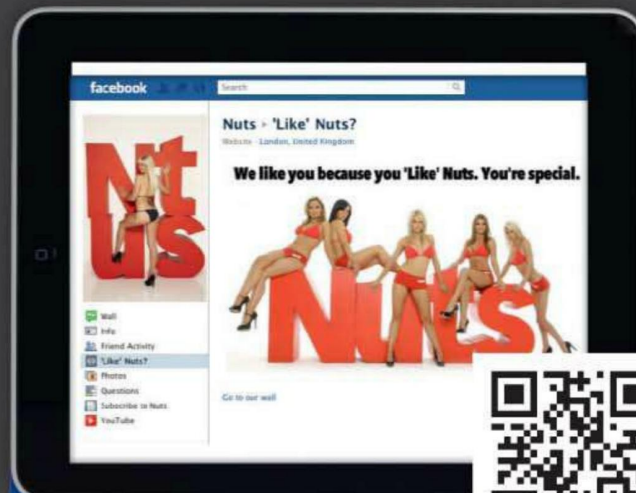 facebook
Search
Nuts ▸ 'Like' Nuts?
Website · London, United Kingdom
We like you because you 'Like' Nuts. You're special.
Nuts
Nuts
Wall
Info
Friend Activity
'Like' Nuts?
Photos
Questions
Subscribe to Nuts
YouTube
Go to our wall